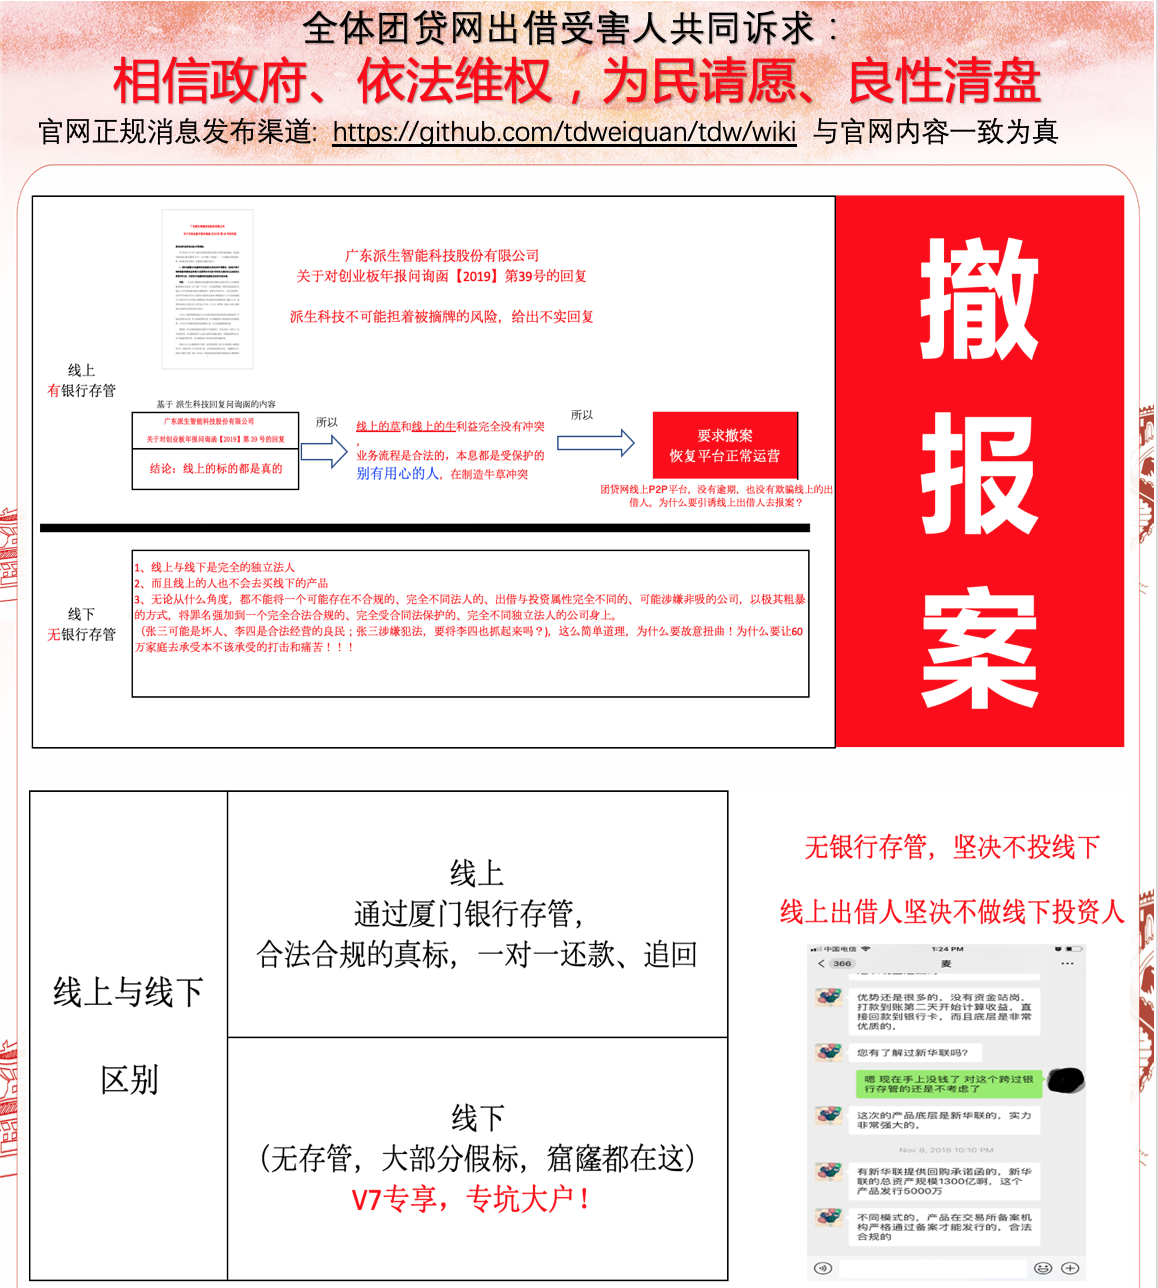 全体团贷网出借受害人共同诉求：
相信政府、依法维权，为民请愿、良性清盘
官网正规消息发布渠道: https://github.com/tdweiquan/tdw/wiki 与官网内容一致为真
广东派生智能科技股份有限公司
关于对创业板年报问询函【2019】第39号的回复
派生科技不可能担着被摘牌的风险，给出不实回复
线上
有银行存管
基于 派生科技回复问询函的内容
广东派生智能科技股份有限公司
关于对创业板年报问询函【2019】第 39 号的回复
结论：线上的标的都是真的
所以
线上的草和线上的牛利益完全没有冲突
，
业务流程是合法的，本息都是受保护的
别有用心的人，在制造牛草冲突
所以
要求撤案
恢复平台正常运营
团贷网线上P2P平台，没有逾期，也没有欺骗线上的出
借人。为什么要引诱线上出借人去报案？
撤
报
案
线下
无银行存管
1、线上与线下是完全的独立法人
2、而且线上的人也不会去买线下的产品
3、无论从什么角度，都不能将一个可能存在不合规的、完全不同法人的、出借与投资属性完全不同的、可能涉嫌非吸的公司，以极其粗暴
的方式，将罪名强加到一个完全合法合规的、完全受合同法保护的、完全不同独立法人的公司身上。
（张三可能是坏人、李四是合法经营的良民；张三涉嫌犯法，要将李四也抓起来吗？)，这么简单道理，为什么要故意扭曲！为什么要让60
万家庭去承受本不该承受的打击和痛苦！！！
线上与线下
区别
线上
通过厦门银行存管，
合法合规的真标，一对一还款、追回
线下
（无存管，大部分假标，窟窿都在这）
V7专享，专坑大户！
无银行存管，坚决不投线下
线上出借人坚决不做线下投资人
中国电信 1:24 PM
366 麦
优势还是很多的，没有资金站岗，
打款到账第二天开始计算收益，直
接回款到银行卡，而且底层是非常
优质的，
您有了解过新华联吗?
嗯 现在手上没钱了 对这个跨过银
行存管的还是不考虑了
这次的产品底层是新华联的，实力
非常强大的，
Nov 8, 2018 10:10 PM
有新华联提供回购承诺函的，新华
联的总资产规模1300亿啊，这个
产品发行5000万
不同模式的，产品在交易所备案机
构严格通过备案才能发行的，合法
合规的